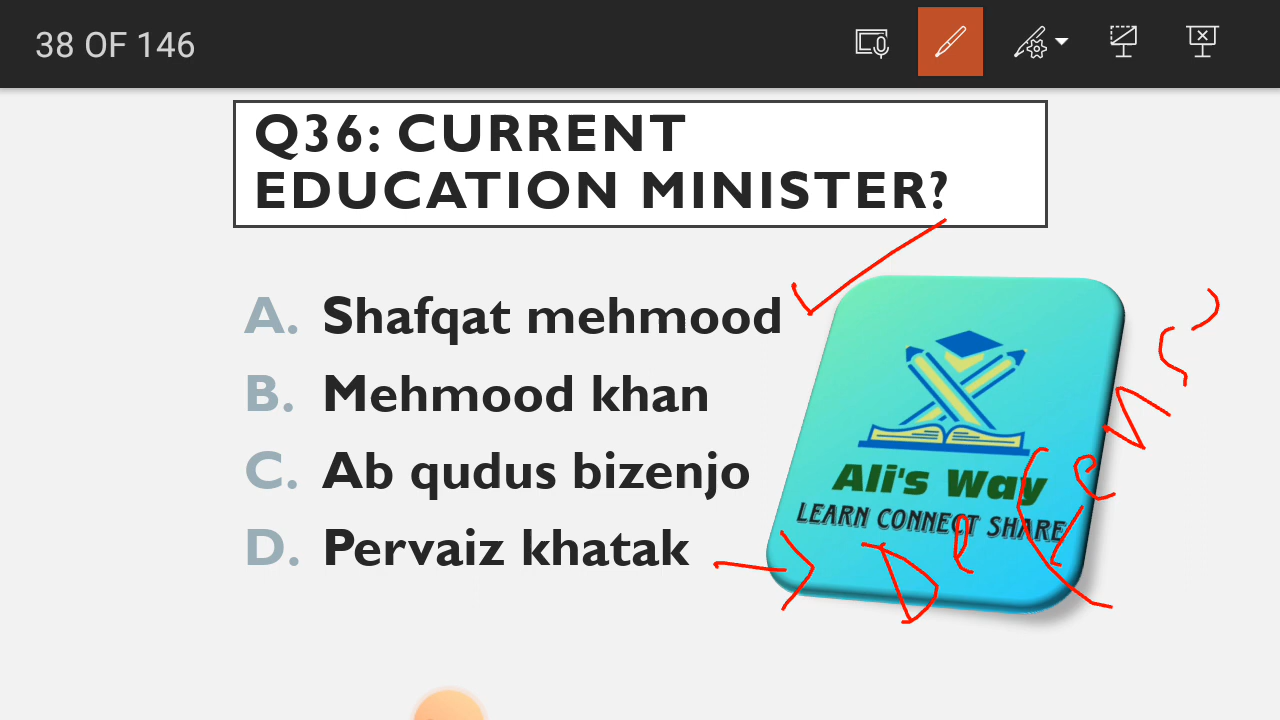 38 OF 146
Q36: CURRENT
EDUCATION MINISTER?
A. Shafqat mehmood
B. Mehmood khan
C. Ab qudus bizenjo
D. Pervaiz khatak
Ali's Way
LEARN CONNECT SHARE